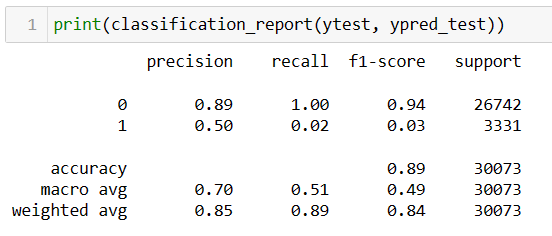 1 print(classification_report(ytest, ypred_test))
precision recall f1-score support
0 0.89 1.00 0.94 26742
1 0.50 0.02 0.03 3331
accuracy 0.89 30073
macro avg 0.70 0.51 0.49 30073
weighted avg 0.85 0.89 0.84 30073